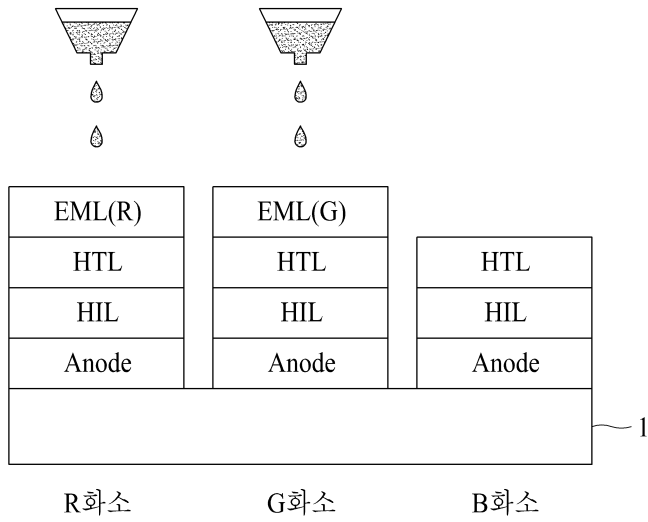 EML(R) EML(G)
HTL HTL HTL
HIL HIL HIL
Anode Anode Anode
1
R화소 G화소 B화소